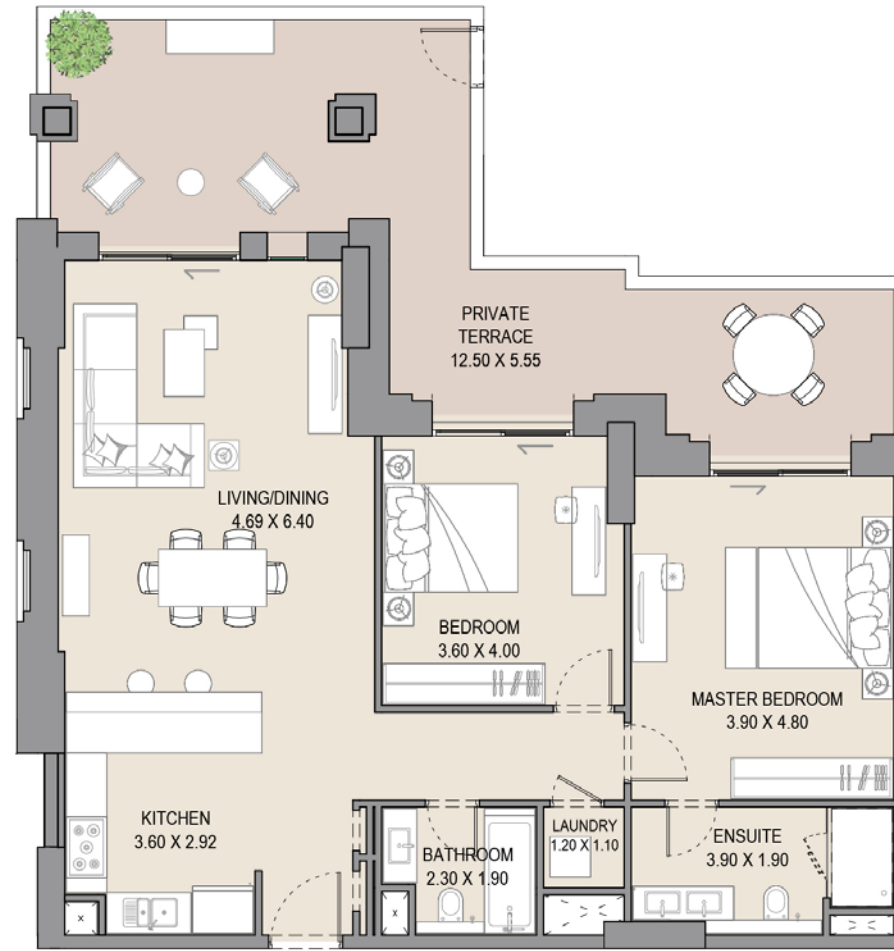 PRIVATE
TERRACE
12.50 X 5.55
LIVING/DINING
4.69 X 6.40
BEDROOM
3.60 X 4.00
MASTER BEDROOM
3.90 X 4.80
KITCHEN
3.60 X 2.92
BATHROOM
2.30 X 1.90
LAUNDRY
1.20 X 1.10
ENSUITE
3.90 X 1.90